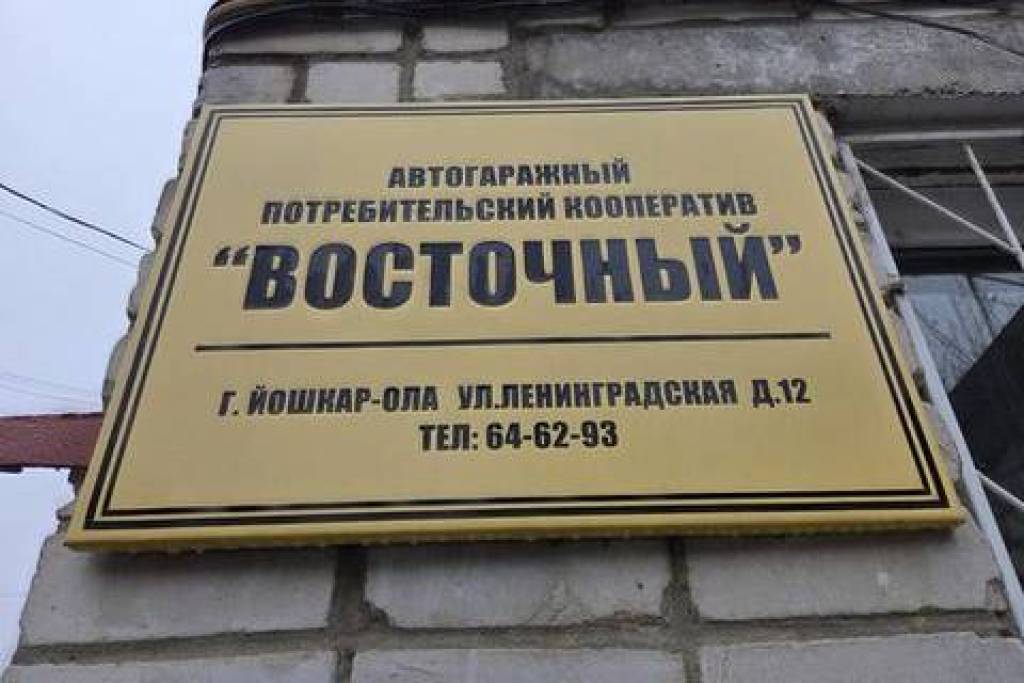 АВТОГАРАЖНЫЙ
ПОТРЕБИТЕЛЬСКИЙ КООПЕРАТИВ
“ВОСТОЧНЫЙ”
Г. ЙОШКАР-ОЛА УЛ.ЛЕНИНГРАДСКАЯ Д.12
ТЕЛ: 64-62-93